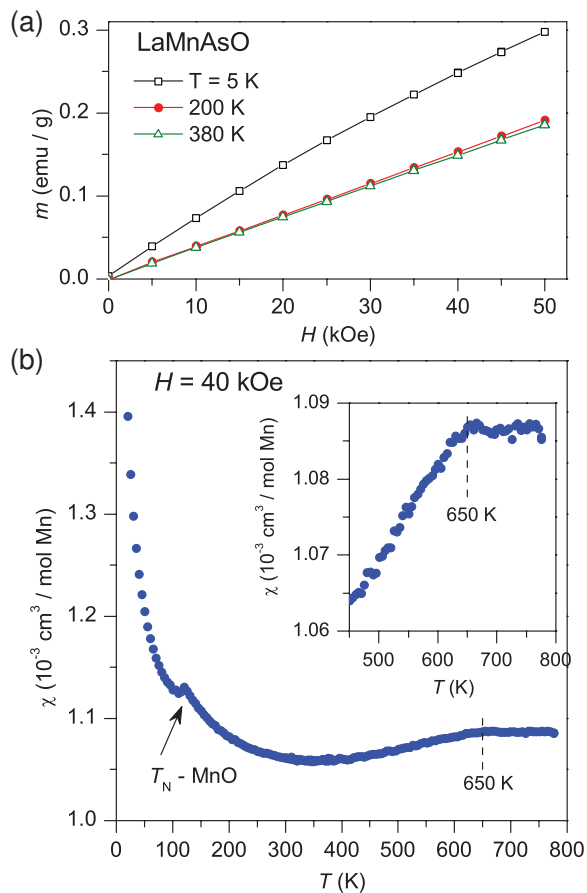 (a)
LaMnAsO
T = 5 K
200 K
380 K
m (emu / g)
0.3
0.2
0.1
0.0
0 10 20 30 40 50
H (kOe)
(b)
H = 40 kOe
χ (10⁻³ cm³ / mol Mn)
1.4
1.3
1.2
1.1
1.0
T_N - MnO
650 K
0 100 200 300 400 500 600 700 800
T (K)
χ (10⁻³ cm³ / mol Mn)
1.09
1.08
1.07
1.06
650 K
500 600 700 800
T (K)